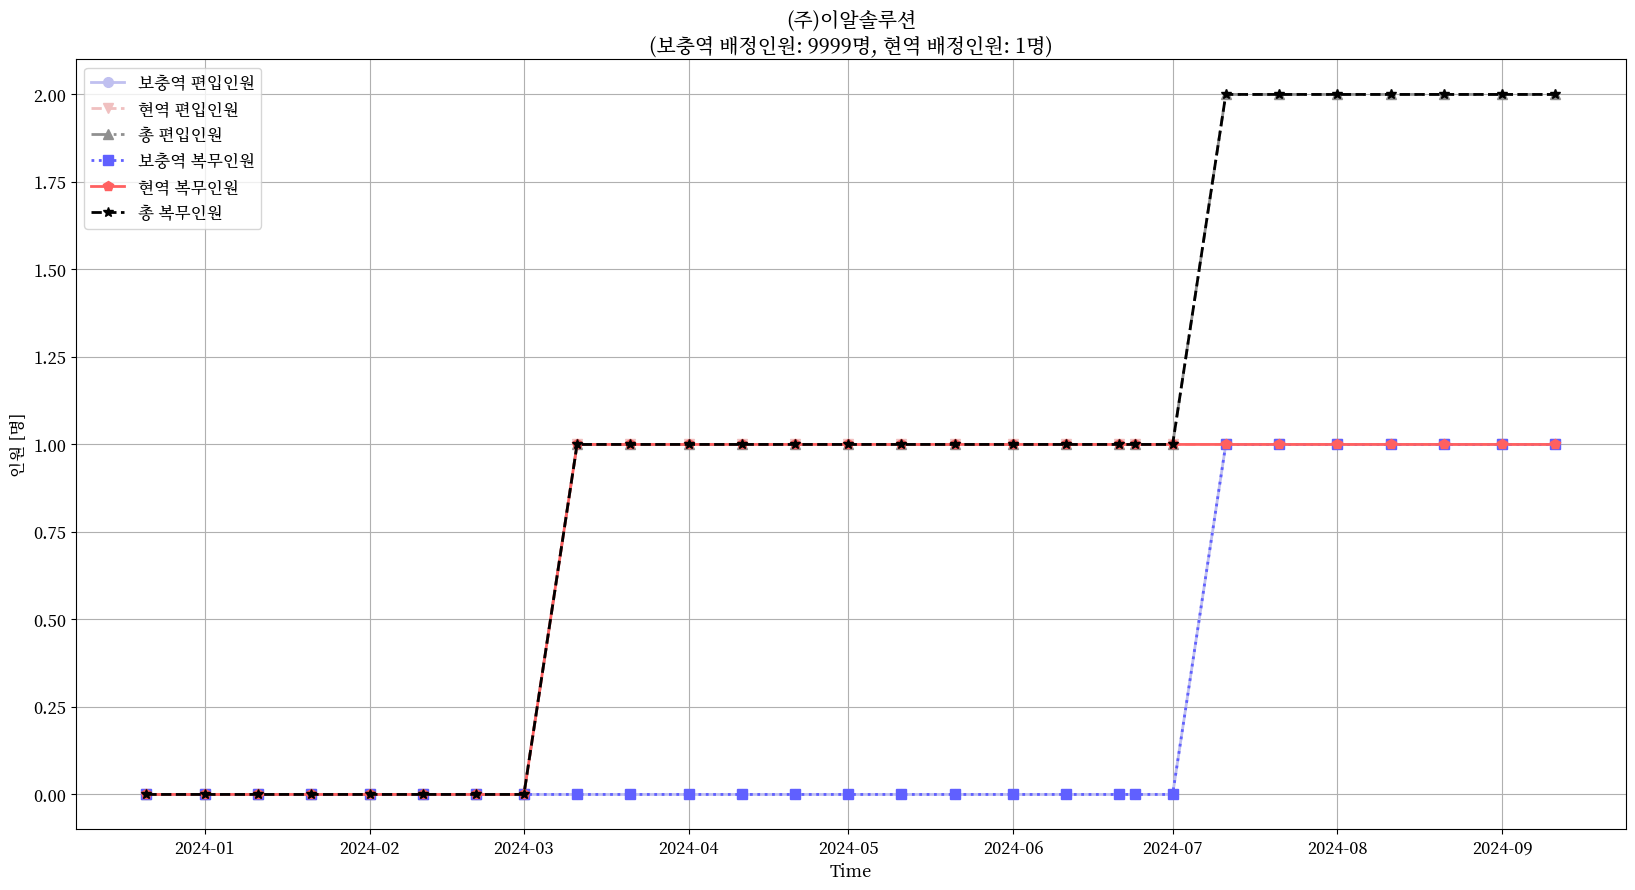 (주)이알솔루션
(보충역 배정인원: 9999명, 현역 배정인원: 1명)
보충역 편입인원
현역 편입인원
총 편입인원
보충역 복무인원
현역 복무인원
총 복무인원
인원 [명]
2.00
1.75
1.50
1.25
1.00
0.75
0.50
0.25
0.00
2024-01 2024-02 2024-03 2024-04 2024-05 2024-06 2024-07 2024-08 2024-09
Time